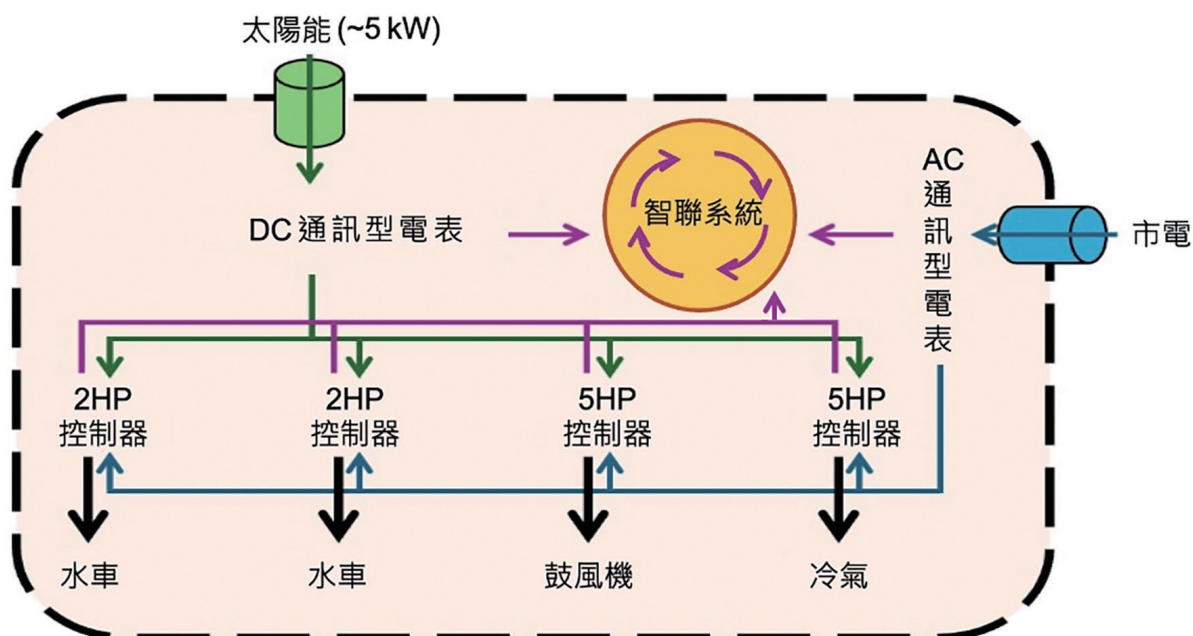 太陽能 (~5 kW)
智聯系統
DC通訊型電表
AC
通
訊
型
電
表
市電
2HP
控制器
2HP
控制器
5HP
控制器
5HP
控制器
水車
水車
鼓風機
冷氣